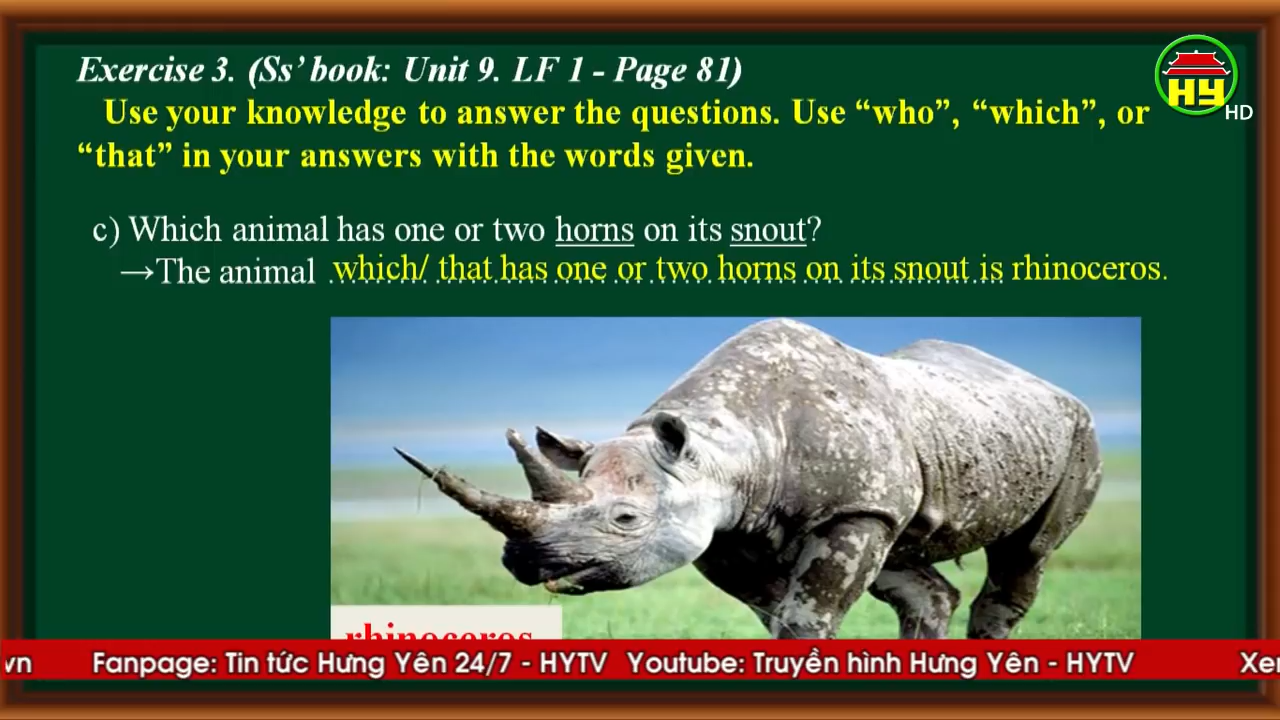 Exercise 3. (Ss’ book: Unit 9. LF 1 - Page 81)
Use your knowledge to answer the questions. Use “who”, “which”, or
“that” in your answers with the words given.
HY
HD
c) Which animal has one or two horns on its snout?
→The animal which/ that has one or two horns on its snout is rhinoceros.
rhinoceros
vn Fanpage: Tin tức Hưng Yên 24/7 - HYTV Youtube: Truyền hình Hưng Yên - HYTV